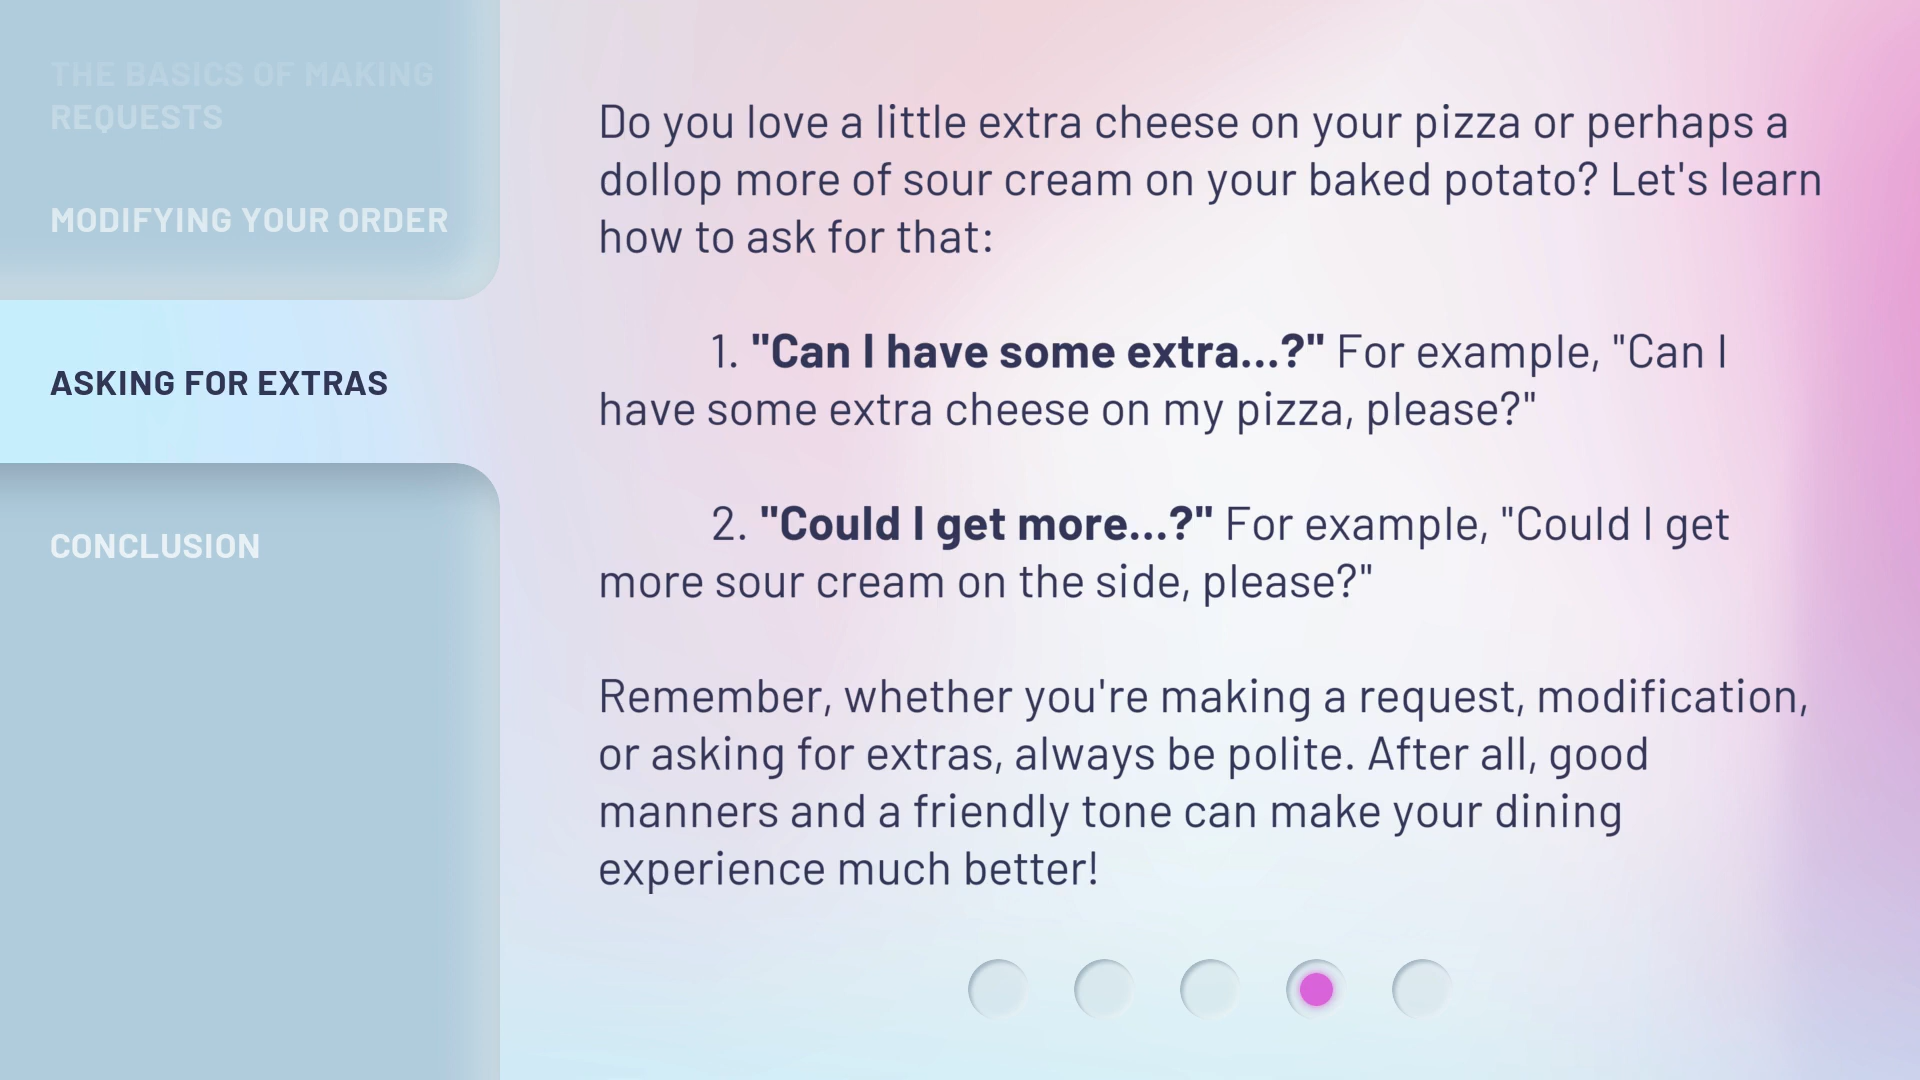 THE BASICS OF MAKING
REQUESTS
MODIFYING YOUR ORDER
ASKING FOR EXTRAS
CONCLUSION
Do you love a little extra cheese on your pizza or perhaps a
dollop more of sour cream on your baked potato? Let's learn
how to ask for that:
1. "Can I have some extra...?" For example, "Can I
have some extra cheese on my pizza, please?"
2. "Could I get more...?" For example, "Could I get
more sour cream on the side, please?"
Remember, whether you're making a request, modification,
or asking for extras, always be polite. After all, good
manners and a friendly tone can make your dining
experience much better!